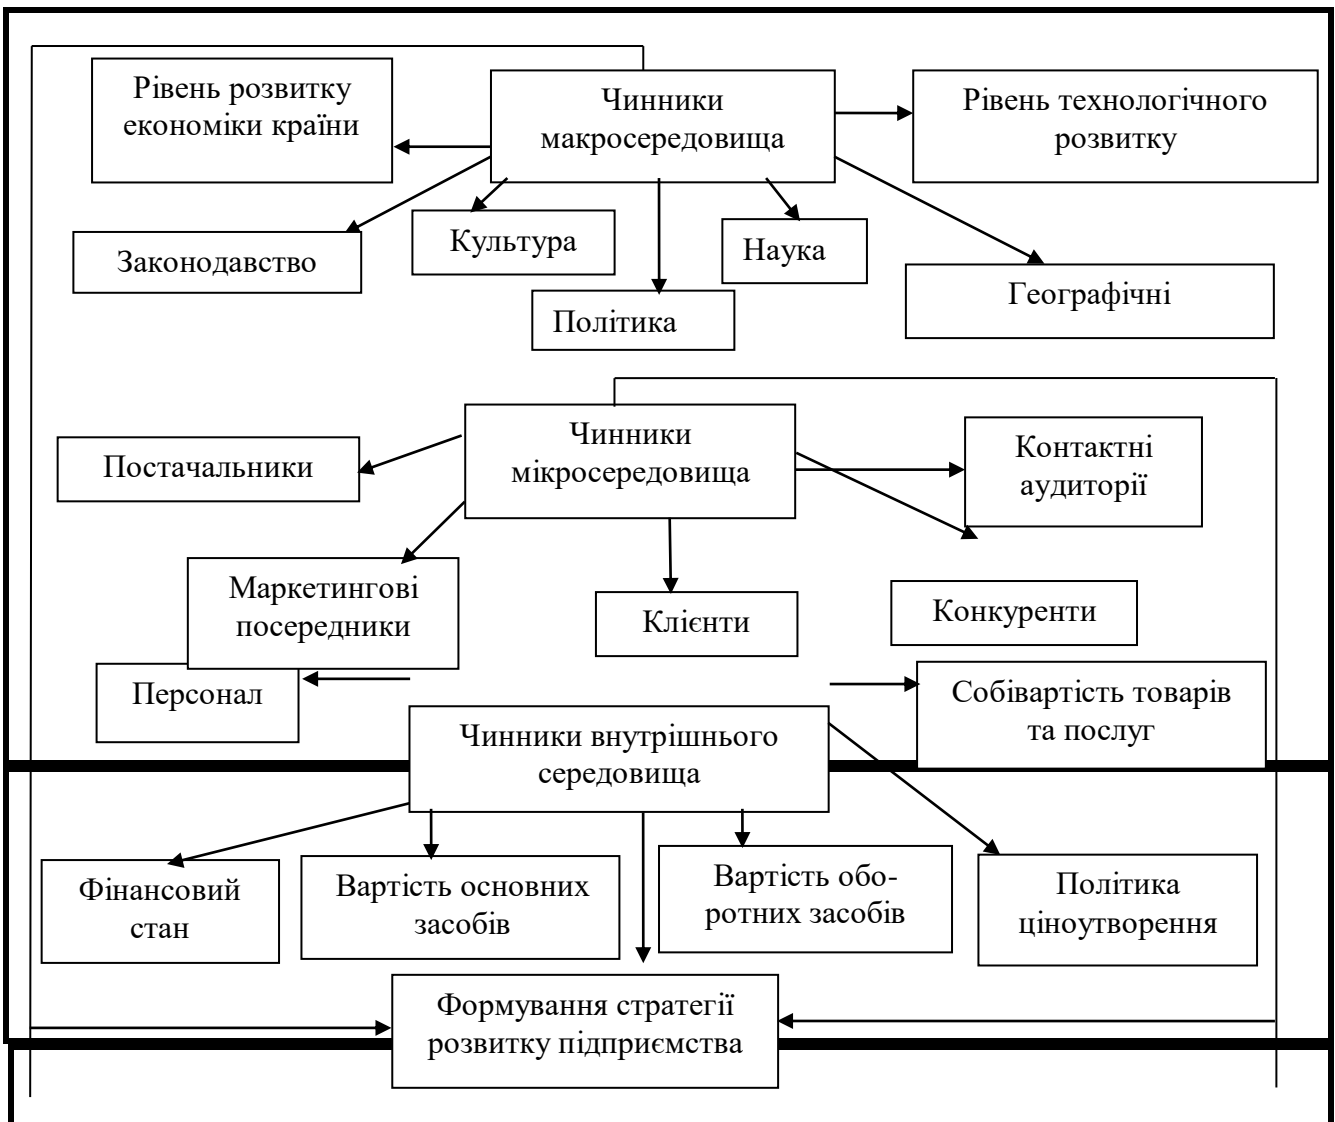 Рівень розвитку
економіки країни
Чинники
макросередовища
Рівень технологічного
розвитку
Законодавство
Культура
Політика
Наука
Географічні
Чинники
мікросередовища
Постачальники
Контактні
аудиторії
Маркетингові
посередники
Клієнти
Конкуренти
Персонал
Чинники внутрішнього
середовища
Собівартість товарів
та послуг
Фінансовий
стан
Вартість основних
засобів
Вартість обо-
ротних засобів
Політика
ціноутворення
Формування стратегії
розвитку підприємства